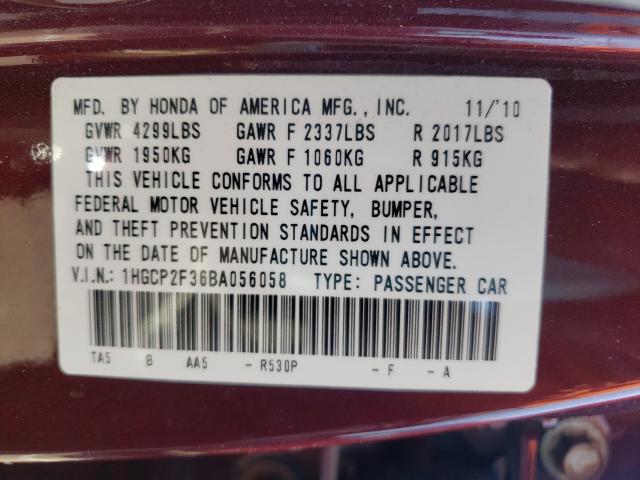 MFD. BY HONDA OF AMERICA MFG., INC. 11/'10
GVWR 4299LBS GAWR F 2337LBS R 2017LBS
GVWR 1950KG GAWR F 1060KG R 915KG
THIS VEHICLE CONFORMS TO ALL APPLICABLE
FEDERAL MOTOR VEHICLE SAFETY, BUMPER,
AND THEFT PREVENTION STANDARDS IN EFFECT
ON THE DATE OF MANUFACTURE SHOWN ABOVE.
V.I.N.: 1HGCP2F36BA056058 TYPE: PASSENGER CAR
TA5 B AA5 - R530P - F - A